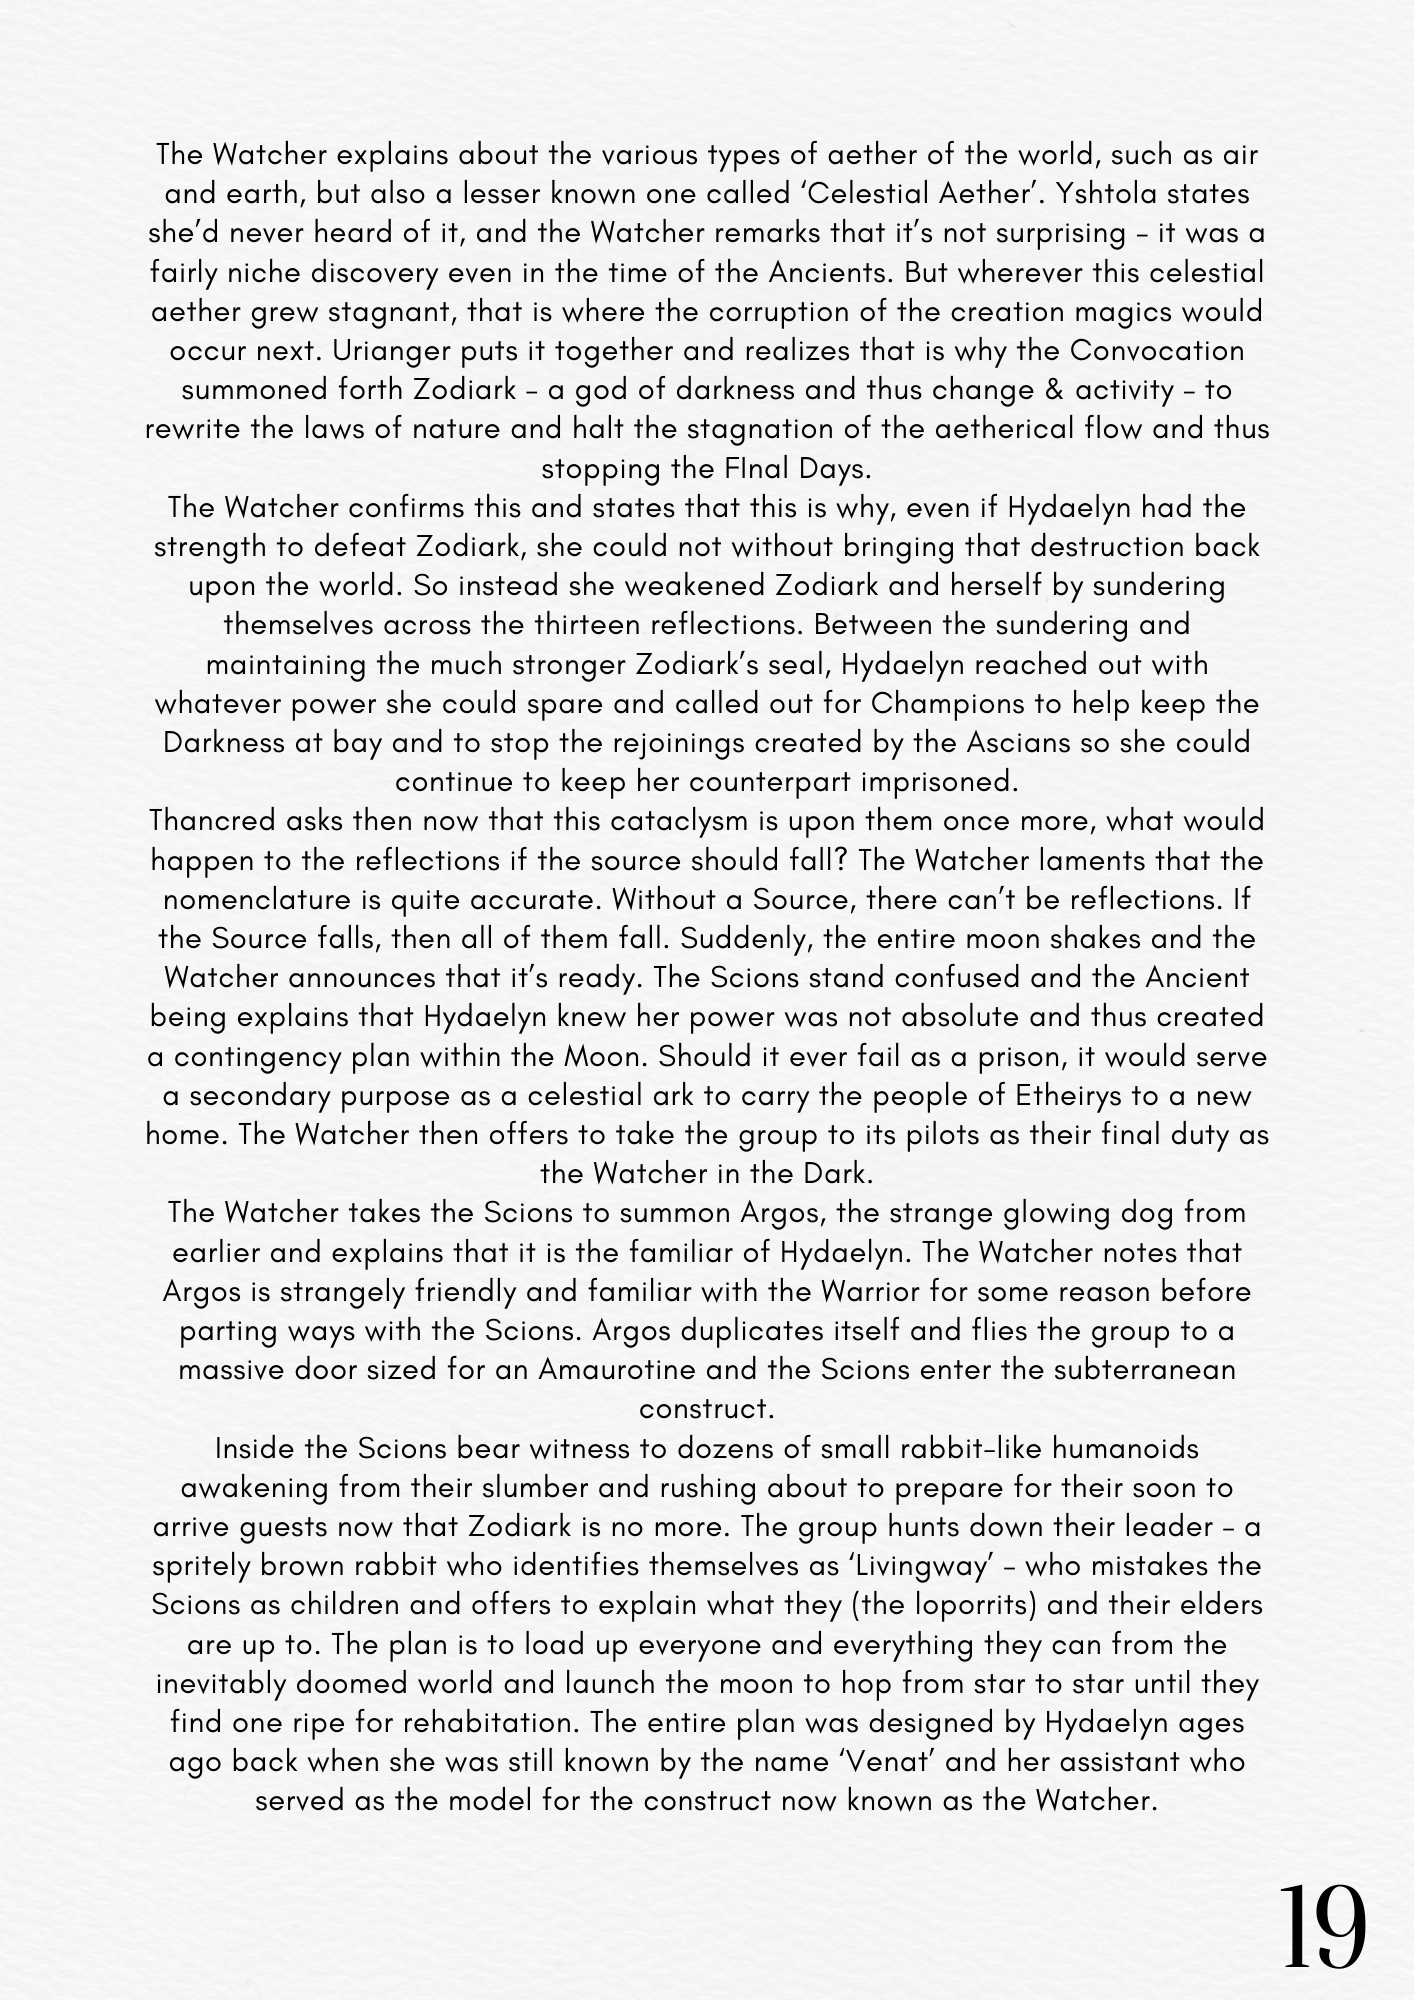 The Watcher explains about the various types of aether of the world, such as air
and earth, but also a lesser known one called ‘Celestial Aether’. Yshtola states
she’d never heard of it, and the Watcher remarks that it’s not surprising – it was a
fairly niche discovery even in the time of the Ancients. But wherever this celestial
aether grew stagnant, that is where the corruption of the creation magics would
occur next. Urianger puts it together and realizes that is why the Convocation
summoned forth Zodiark – a god of darkness and thus change & activity – to
rewrite the laws of nature and halt the stagnation of the aetherical flow and thus
stopping the FInal Days.
The Watcher confirms this and states that this is why, even if Hydaelyn had the
strength to defeat Zodiark, she could not without bringing that destruction back
upon the world. So instead she weakened Zodiark and herself by sundering
themselves across the thirteen reflections. Between the sundering and
maintaining the much stronger Zodiark’s seal, Hydaelyn reached out with
whatever power she could spare and called out for Champions to help keep the
Darkness at bay and to stop the rejoinings created by the Ascians so she could
continue to keep her counterpart imprisoned.
Thancred asks then now that this cataclysm is upon them once more, what would
happen to the reflections if the source should fall? The Watcher laments that the
nomenclature is quite accurate. Without a Source, there can’t be reflections. If
the Source falls, then all of them fall. Suddenly, the entire moon shakes and the
Watcher announces that it’s ready. The Scions stand confused and the Ancient
being explains that Hydaelyn knew her power was not absolute and thus created
a contingency plan within the Moon. Should it ever fail as a prison, it would serve
a secondary purpose as a celestial ark to carry the people of Etheirys to a new
home. The Watcher then offers to take the group to its pilots as their final duty as
the Watcher in the Dark.
The Watcher takes the Scions to summon Argos, the strange glowing dog from
earlier and explains that it is the familiar of Hydaelyn. The Watcher notes that
Argos is strangely friendly and familiar with the Warrior for some reason before
parting ways with the Scions. Argos duplicates itself and flies the group to a
massive door sized for an Amaurotine and the Scions enter the subterranean
construct.
Inside the Scions bear witness to dozens of small rabbit-like humanoids
awakening from their slumber and rushing about to prepare for their soon to
arrive guests now that Zodiark is no more. The group hunts down their leader – a
spritely brown rabbit who identifies themselves as ‘Livingway’ – who mistakes the
Scions as children and offers to explain what they (the loporrits) and their elders
are up to. The plan is to load up everyone and everything they can from the
inevitably doomed world and launch the moon to hop from star to star until they
find one ripe for rehabitation. The entire plan was designed by Hydaelyn ages
ago back when she was still known by the name ‘Venat’ and her assistant who
served as the model for the construct now known as the Watcher.
19